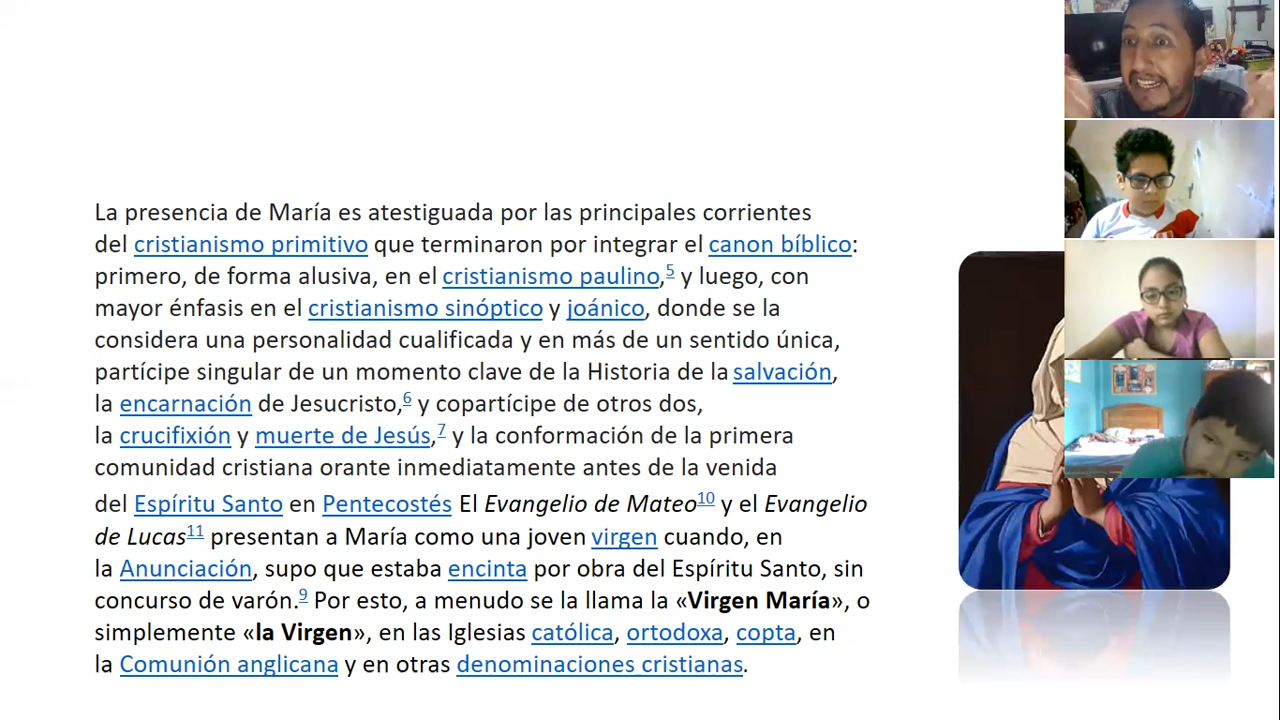 La presencia de María es atestiguada por las principales corrientes
del cristianismo primitivo que terminaron por integrar el canon bíblico:
primero, de forma alusiva, en el cristianismo paulino,5 y luego, con
mayor énfasis en el cristianismo sinóptico y joánico, donde se la
considera una personalidad cualificada y en más de un sentido única,
partícipe singular de un momento clave de la Historia de la salvación,
la encarnación de Jesucristo,6 y copartícipe de otros dos,
la crucifixión y muerte de Jesús,7 y la conformación de la primera
comunidad cristiana orante inmediatamente antes de la venida
del Espíritu Santo en Pentecostés El Evangelio de Mateo10 y el Evangelio
de Lucas11 presentan a María como una joven virgen cuando, en
la Anunciación, supo que estaba encinta por obra del Espíritu Santo, sin
concurso de varón.9 Por esto, a menudo se la llama la «Virgen María», o
simplemente «la Virgen», en las Iglesias católica, ortodoxa, copta, en
la Comunión anglicana y en otras denominaciones cristianas.